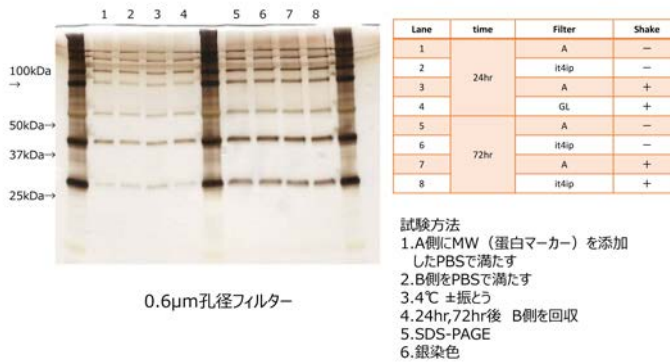 1 2 3 4 5 6 7 8
100kDa
→
50kDa→
37kDa→
25kDa→
0.6μm孔径フィルター
Lane time Filter Shake
1 24hr A −
2 it4ip −
3 A +
4 GL +
5 72hr A −
6 it4ip −
7 A +
8 it4ip +
試験方法
1.A側にMW（蛋白マーカー）を添加
したPBSで満たす
2.B側をPBSで満たす
3.4℃ ±振とう
4.24hr,72hr後 B側を回収
5.SDS-PAGE
6.銀染色